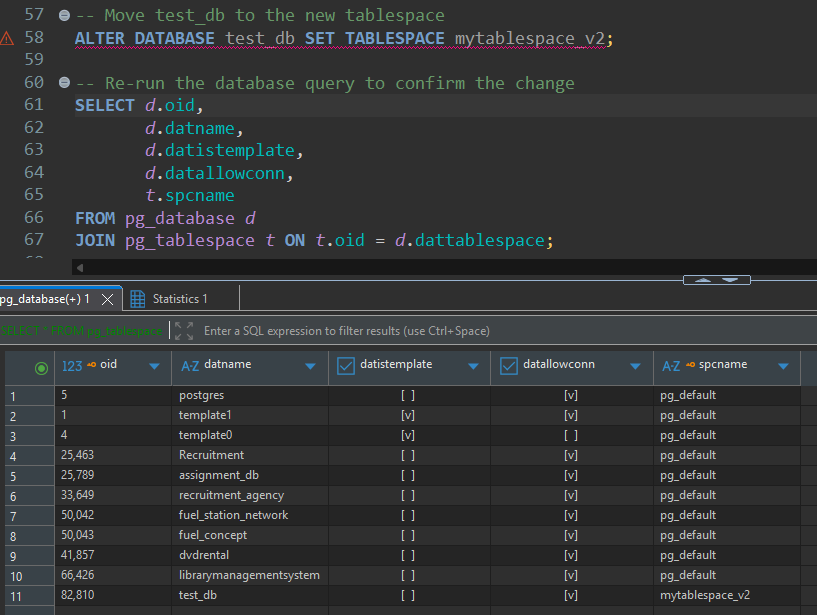 57 -- Move test_db to the new tablespace
58 ALTER DATABASE test_db SET TABLESPACE mytablespace_v2;
59
60 -- Re-run the database query to confirm the change
61 SELECT d.oid,
62 d.datname,
63 d.datistemplate,
64 d.datallowconn,
65 t.spcname
66 FROM pg_database d
67 JOIN pg_tablespace t ON t.oid = d.dattablespace;
pg_database(+) 1 Statistics 1
SELECT * FROM pg_tablespace Enter a SQL expression to filter results (use Ctrl+Space)
123 oid A-Z datname datistemplate datallowconn A-Z spcname
1 5 postgres [ ] [v] pg_default
2 1 template1 [v] [v] pg_default
3 4 template0 [v] [ ] pg_default
4 25,463 Recruitment [ ] [v] pg_default
5 25,789 assignment_db [ ] [v] pg_default
6 33,649 recruitment_agency [ ] [v] pg_default
7 50,042 fuel_station_network [ ] [v] pg_default
8 50,043 fuel_concept [ ] [v] pg_default
9 41,857 dvdrental [ ] [v] pg_default
10 66,426 librarymanagementsystem [ ] [v] pg_default
11 82,810 test_db [ ] [v] mytablespace_v2